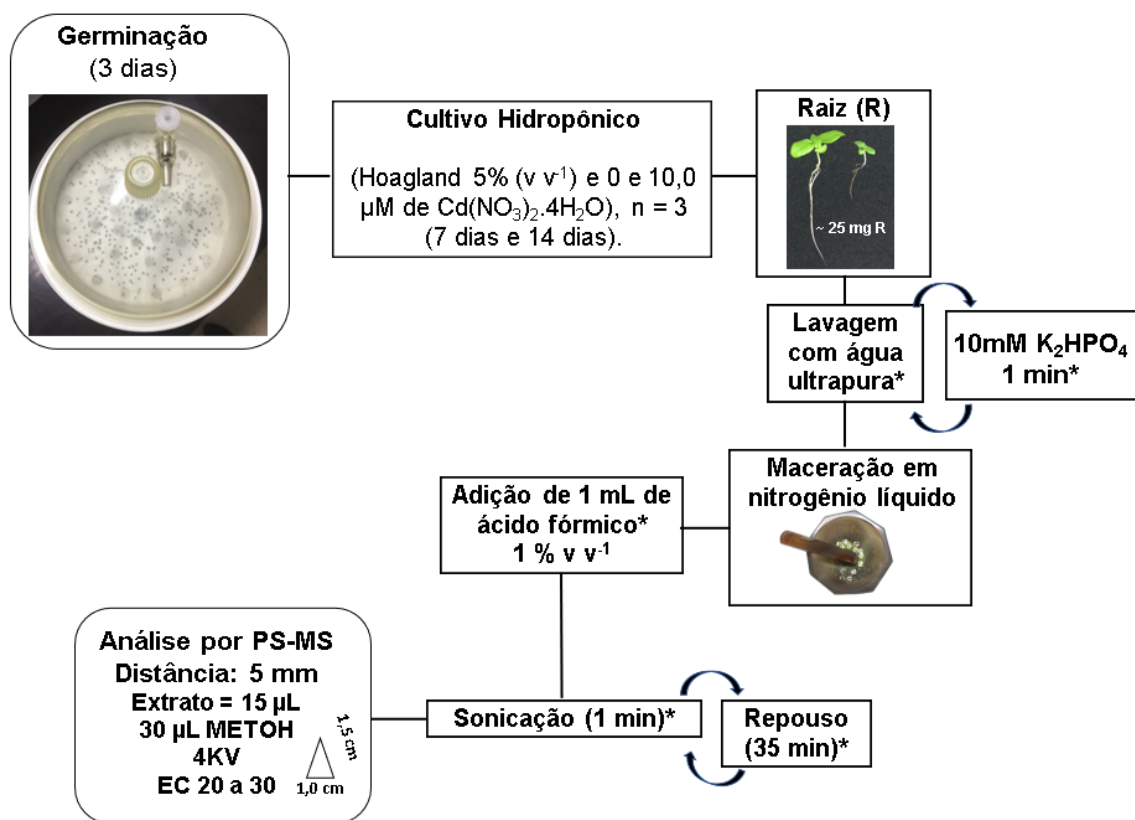 Germinação
(3 dias)
Cultivo Hidropônico
(Hoagland 5% (v v⁻¹) e 0 e 10,0
µM de Cd(NO₃)₂.4H₂O), n = 3
(7 dias e 14 dias).
Raiz (R)
~ 25 mg R
Lavagem
com água
ultrapura*
10mM K₂HPO₄
1 min*
Maceração em
nitrogênio líquido
Adição de 1 mL de
ácido fórmico*
1 % v v⁻¹
Sonicação (1 min)*
Repouso
(35 min)*
Análise por PS-MS
Distância: 5 mm
Extrato = 15 µL
30 µL METOH
4KV
EC 20 a 30
1,5 cm
1,0 cm